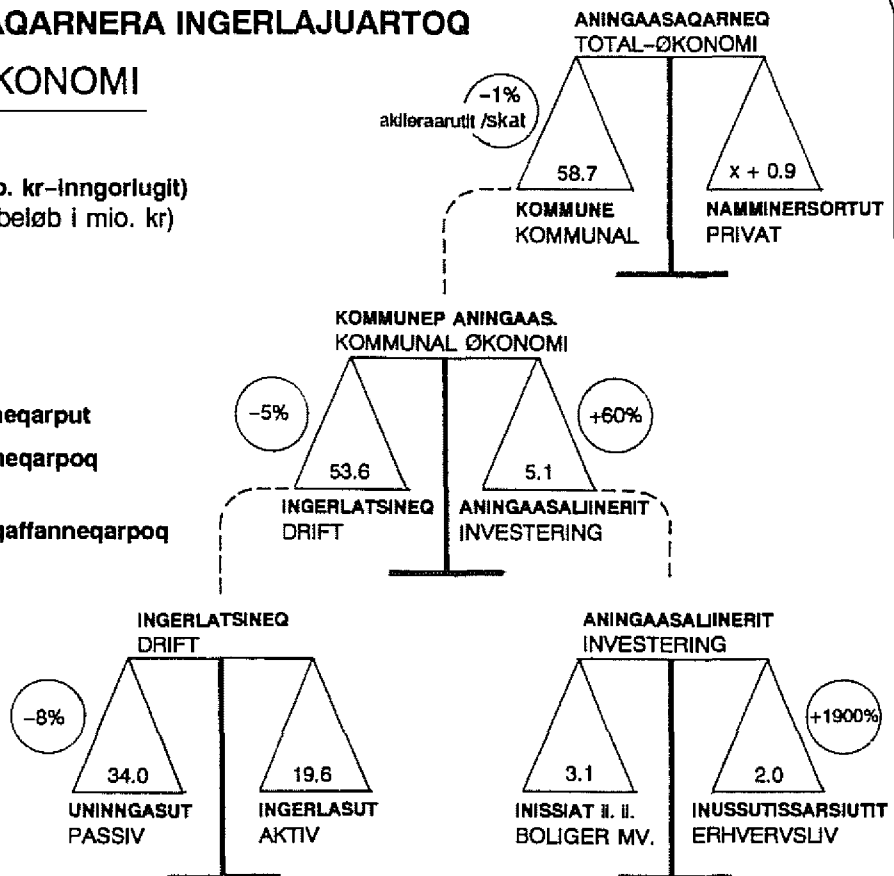 AQARNERA INGERLAJUARTOQ
KONOMI
o. kr-inngorlugit)
beløb i mio. kr)
ANINGAASAQARNEQ
TOTAL-ØKONOMI
-1%
akileraarutit /skat
58.7
x + 0.9
KOMMUNE
KOMMUNAL
NAMMINERSORTUT
PRIVAT
KOMMUNEP ANINGAAS.
KOMMUNAL ØKONOMI
neqarput
neqarpoq
gaffanneqarpoq
-5%
+60%
53.6
5.1
INGERLATSINEQ
DRIFT
ANINGAASALIINERIT
INVESTERING
INGERLATSINEQ
DRIFT
ANINGAASALIINERIT
INVESTERING
-8%
+1900%
34.0
19.6
3.1
2.0
UNINNGASUT
PASSIV
INGERLASUT
AKTIV
INISSIAT il. il.
BOLIGER MV.
INUSSUTISSARSIUTIT
ERHVERVSLIV